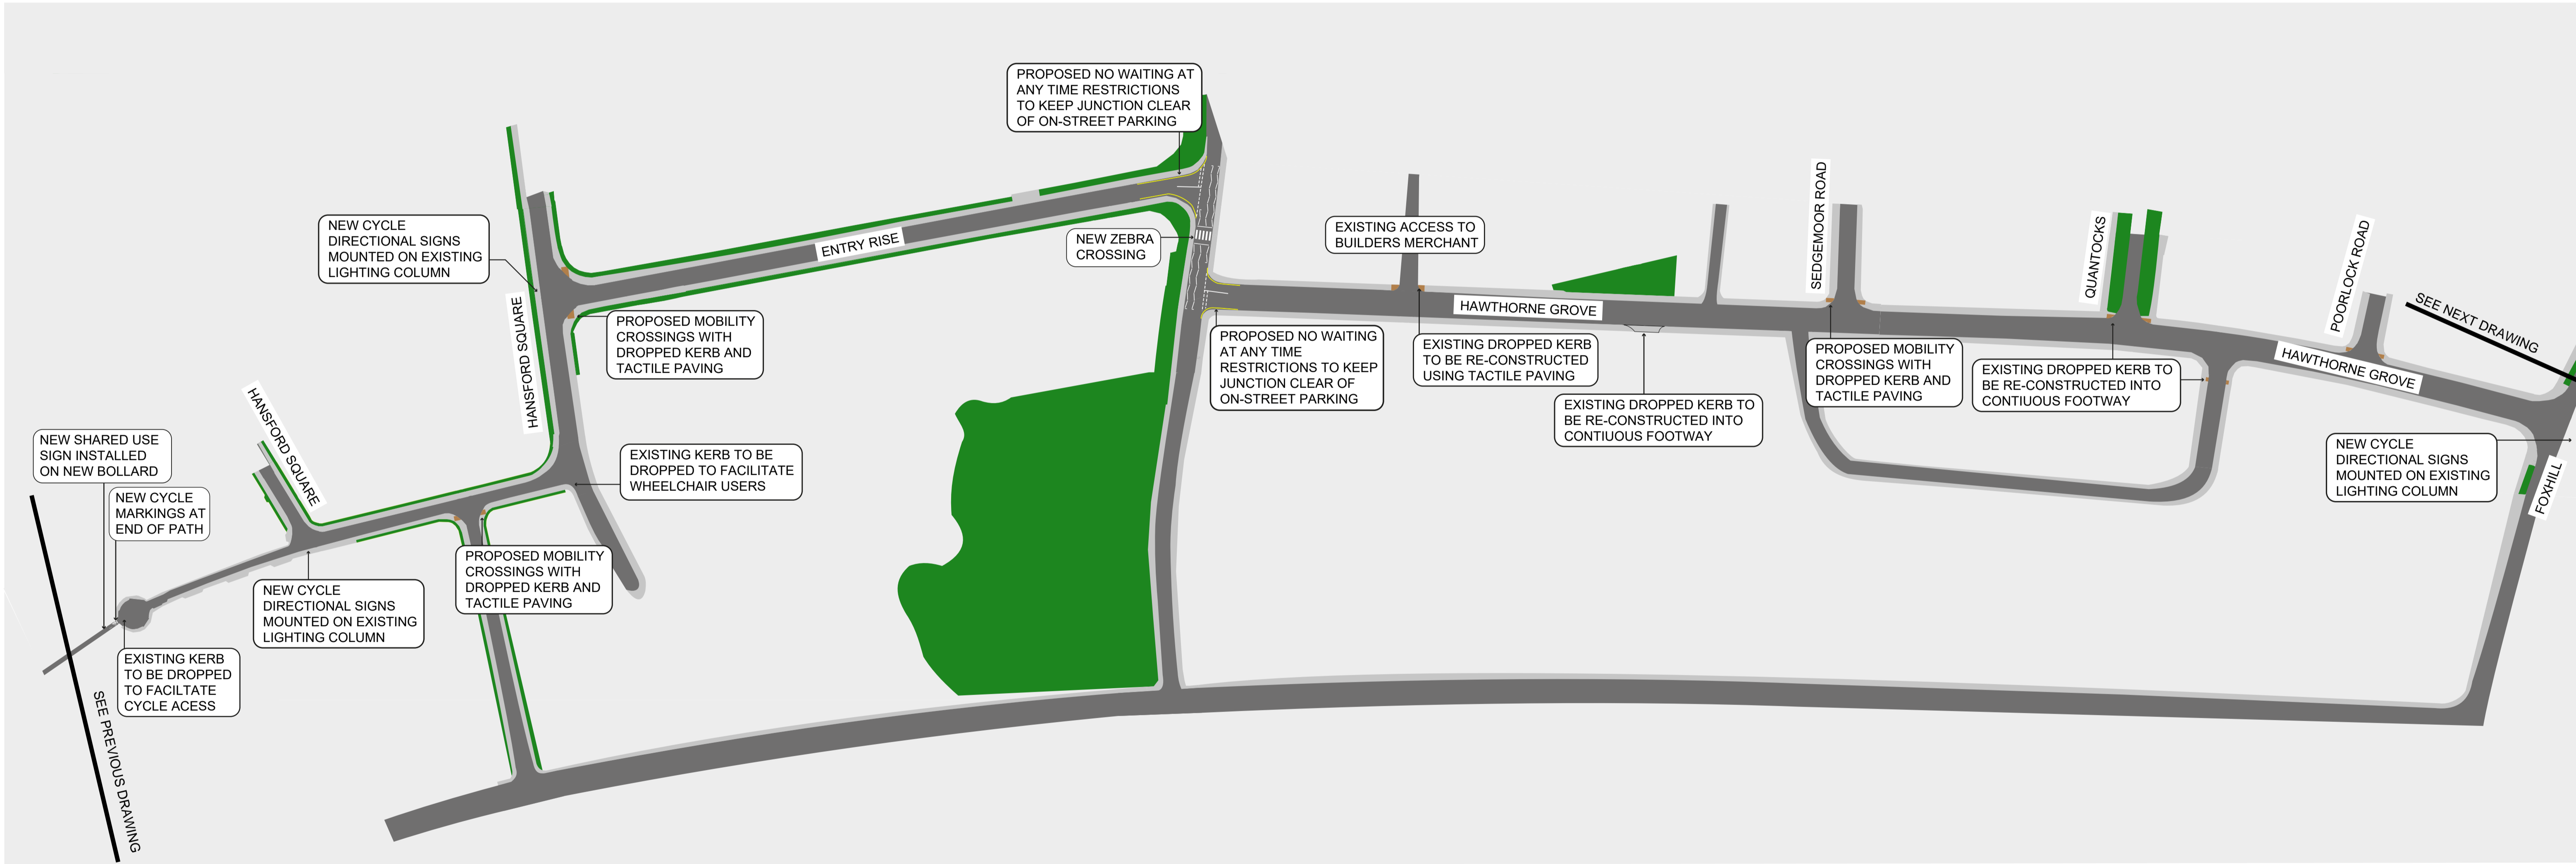 PROPOSED NO WAITING AT
ANY TIME RESTRICTIONS
TO KEEP JUNCTION CLEAR
OF ON-STREET PARKING
NEW CYCLE
DIRECTIONAL SIGNS
MOUNTED ON EXISTING
LIGHTING COLUMN
ENTRY RISE
NEW ZEBRA
CROSSING
EXISTING ACCESS TO
BUILDERS MERCHANT
SEDGEMOOR ROAD
QUANTOCKS
POORLOCK ROAD
SEE NEXT DRAWING
HANSFORD SQUARE
PROPOSED MOBILITY
CROSSINGS WITH
DROPPED KERB AND
TACTILE PAVING
HAWTHORNE GROVE
PROPOSED NO WAITING
AT ANY TIME
RESTRICTIONS TO KEEP
JUNCTION CLEAR OF
ON-STREET PARKING
EXISTING DROPPED KERB
TO BE RE-CONSTRUCTED
USING TACTILE PAVING
EXISTING DROPPED KERB TO
BE RE-CONSTRUCTED INTO
CONTIUOUS FOOTWAY
PROPOSED MOBILITY
CROSSINGS WITH
DROPPED KERB AND
TACTILE PAVING
EXISTING DROPPED KERB TO
BE RE-CONSTRUCTED INTO
CONTIUOUS FOOTWAY
HAWTHORNE GROVE
NEW CYCLE
DIRECTIONAL SIGNS
MOUNTED ON EXISTING
LIGHTING COLUMN
FOXHILL
HANSFORD SQUARE
NEW SHARED USE
SIGN INSTALLED
ON NEW BOLLARD
NEW CYCLE
MARKINGS AT
END OF PATH
EXISTING KERB TO BE
DROPPED TO FACILITATE
WHEELCHAIR USERS
PROPOSED MOBILITY
CROSSINGS WITH
DROPPED KERB AND
TACTILE PAVING
NEW CYCLE
DIRECTIONAL SIGNS
MOUNTED ON EXISTING
LIGHTING COLUMN
EXISTING KERB
TO BE DROPPED
TO FACILTATE
CYCLE ACESS
SEE PREVIOUS DRAWING